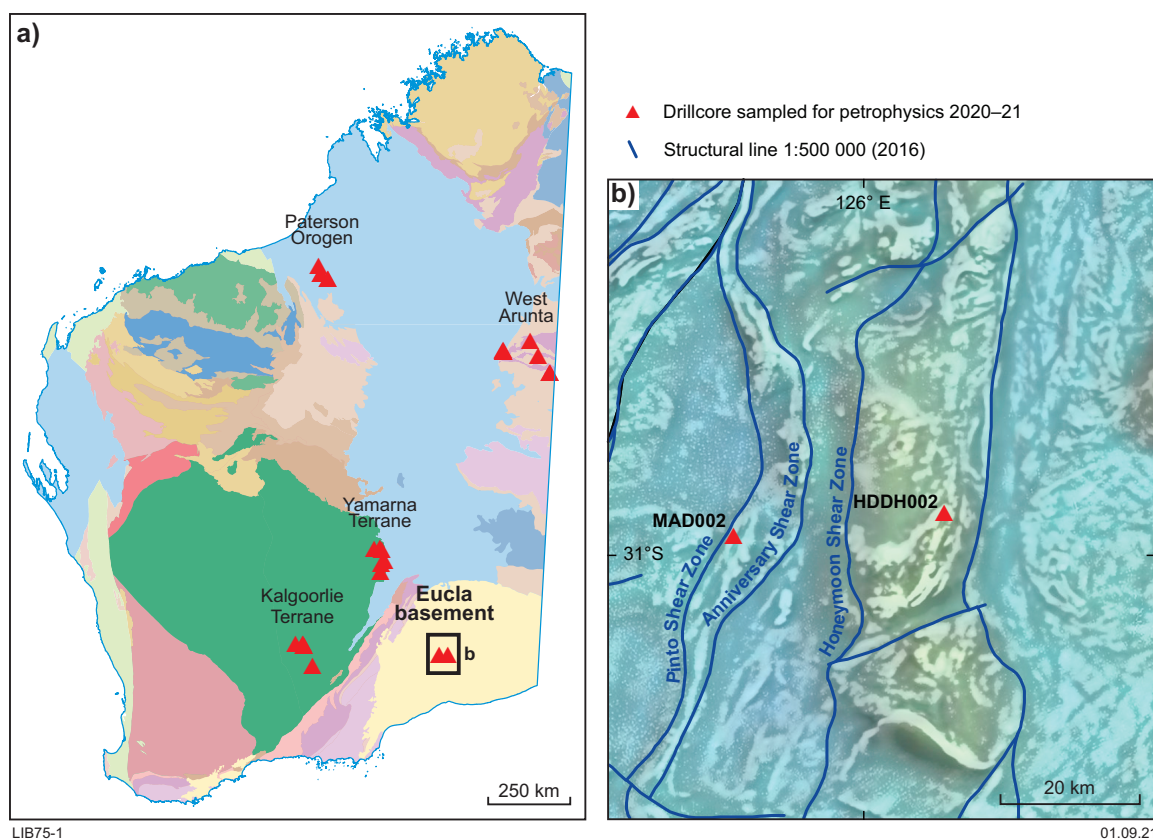 a)
Paterson
Orogen
West
Arunta
Yamarna
Terrane
Kalgoorlie
Terrane
Eucla
basement
b
250 km
LIB75-1
Drillcore sampled for petrophysics 2020–21
Structural line 1:500 000 (2016)
b)
126° E
MAD002
HDDH002
31°S
Pinto Shear Zone
Anniversary Shear Zone
Honeymoon Shear Zone
20 km
01.09.21